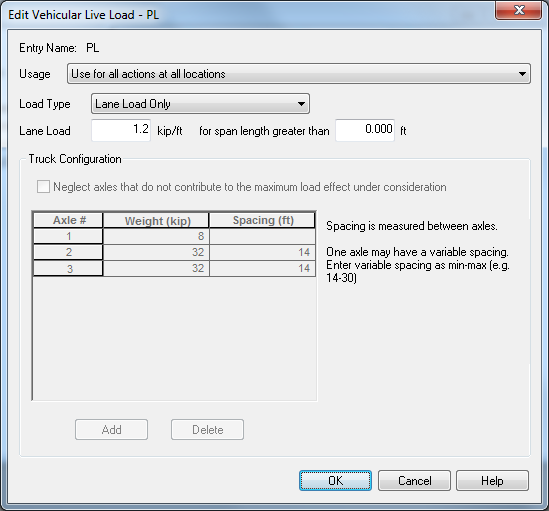 Edit Vehicular Live Load - PL
Entry Name: PL
Usage Use for all actions at all locations
Load Type Lane Load Only
Lane Load 1.2 kip/ft for span length greater than 0.000 ft
Truck Configuration
Neglect axles that do not contribute to the maximum load effect under consideration
Axle # Weight (kip) Spacing (ft)
1 8
2 32 14
3 32 14
Spacing is measured between axles.
One axle may have a variable spacing.
Enter variable spacing as min-max (e.g.
14-30)
Add Delete
OK Cancel Help